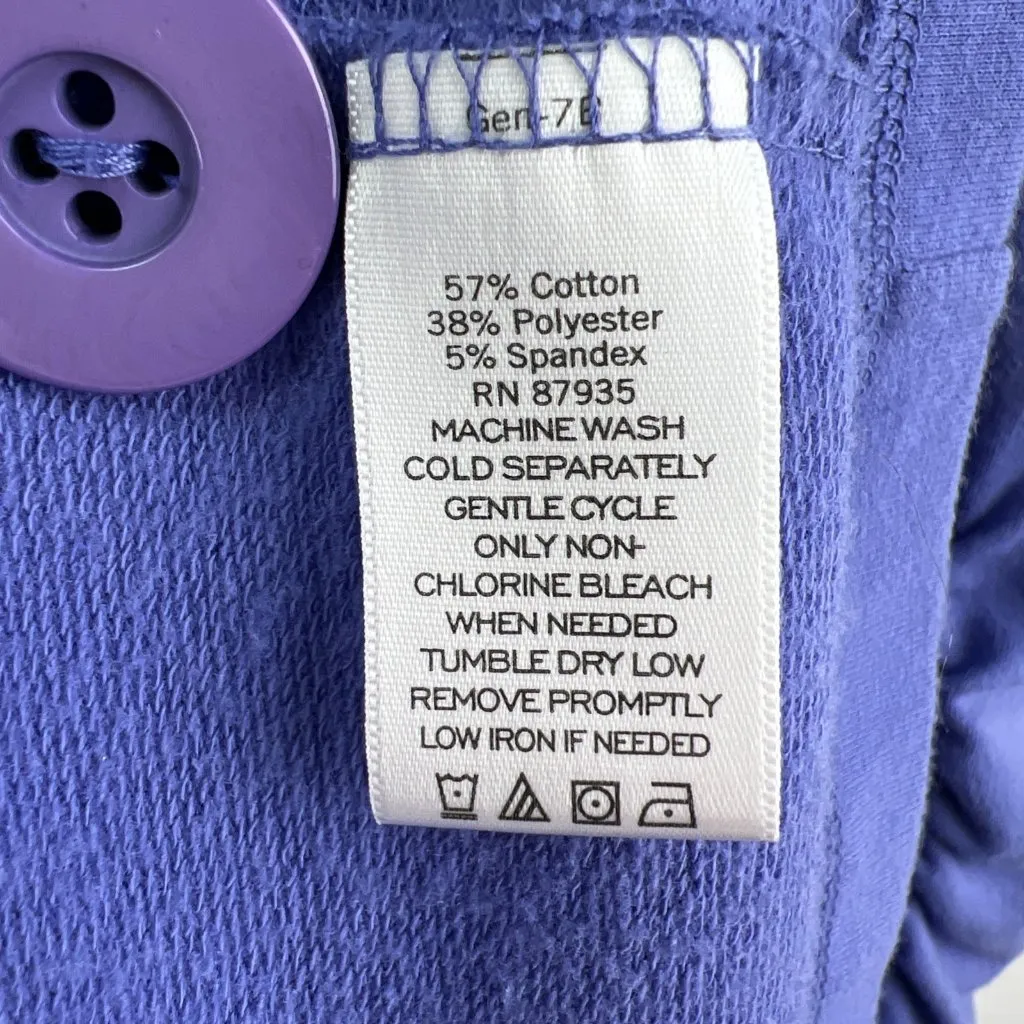 57% Cotton
38% Polyester
5% Spandex
RN 87935
MACHINE WASH
COLD SEPARATELY
GENTLE CYCLE
ONLY NON-
CHLORINE BLEACH
WHEN NEEDED
TUMBLE DRY LOW
REMOVE PROMPTLY
LOW IRON IF NEEDED